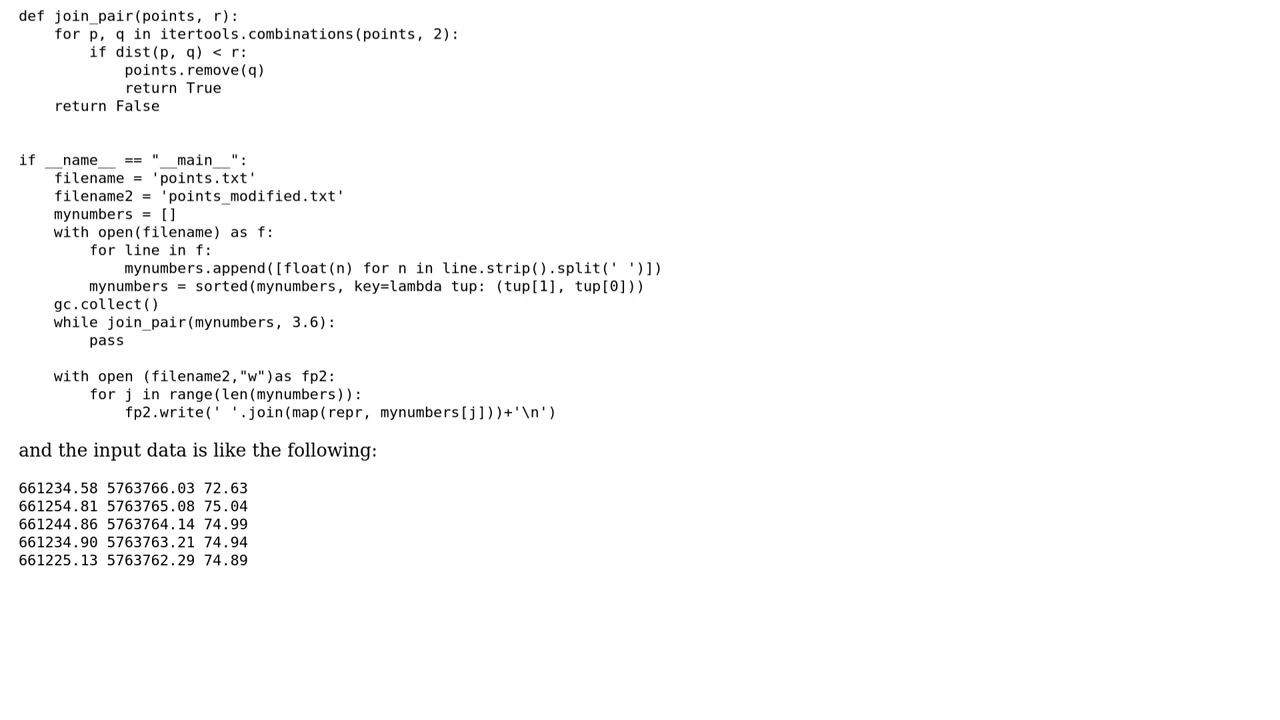 def join_pair(points, r):
    for p, q in itertools.combinations(points, 2):
        if dist(p, q) < r:
            points.remove(q)
            return True
    return False
if __name__ == "__main__":
    filename = 'points.txt'
    filename2 = 'points_modified.txt'
    mynumbers = []
    with open(filename) as f:
        for line in f:
            mynumbers.append([float(n) for n in line.strip().split(' ')])
        mynumbers = sorted(mynumbers, key=lambda tup: (tup[1], tup[0]))
    gc.collect()
    while join_pair(mynumbers, 3.6):
        pass
    with open (filename2,"w")as fp2:
        for j in range(len(mynumbers)):
            fp2.write(' '.join(map(repr, mynumbers[j]))+'\n')
and the input data is like the following:
661234.58 5763766.03 72.63
661254.81 5763765.08 75.04
661244.86 5763764.14 74.99
661234.90 5763763.21 74.94
661225.13 5763762.29 74.89